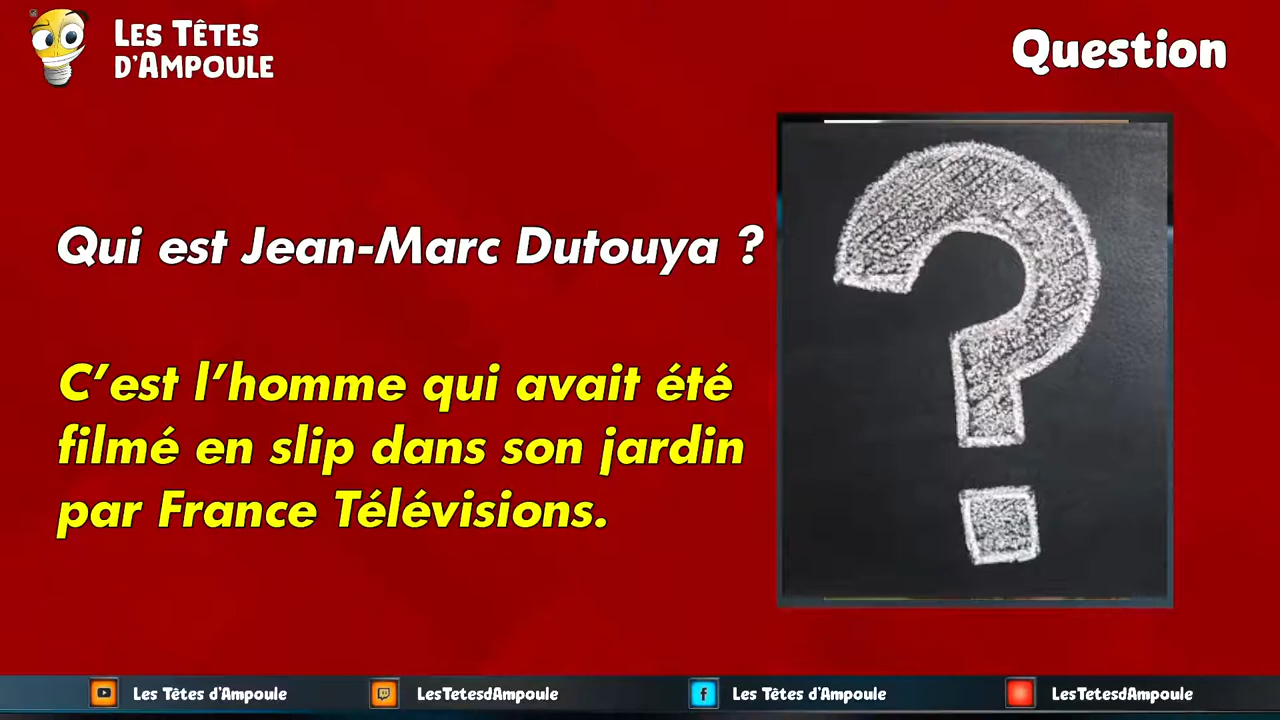 LES TÊTES
D'AMPOULE
Question
Qui est Jean-Marc Dutouya ?
C'est l'homme qui avait été
filmé en slip dans son jardin
par France Télévisions.
Les Têtes d'Ampoule
LesTetesdAmpoule
Les Têtes d'Ampoule
LesTetesdAmpoule